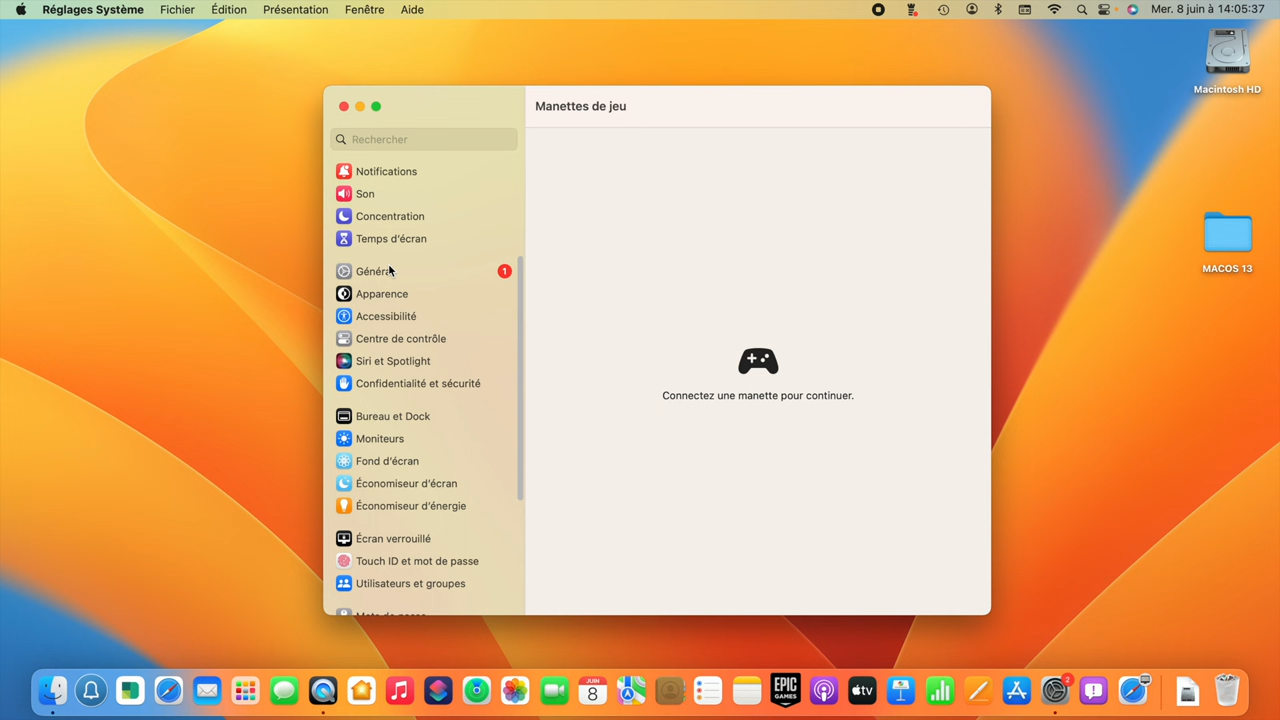 Réglages Système Fichier Édition Présentation Fenêtre Aide Mer. 8 juin à 14:05:37
Macintosh HD
MACOS 13
Manettes de jeu
Rechercher
Notifications
Son
Concentration
Temps d'écran
Général 1
Apparence
Accessibilité
Centre de contrôle
Siri et Spotlight
Confidentialité et sécurité
Bureau et Dock
Moniteurs
Fond d'écran
Économiseur d'écran
Économiseur d'énergie
Écran verrouillé
Touch ID et mot de passe
Utilisateurs et groupes
Connectez une manette pour continuer.
JUIN
8
EPIC
GAMES
tv
2